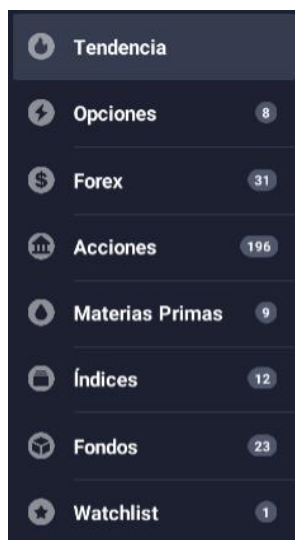 Tendencia
Opciones 8
Forex 31
Acciones 196
Materias Primas 9
Índices 12
Fondos 23
Watchlist 1